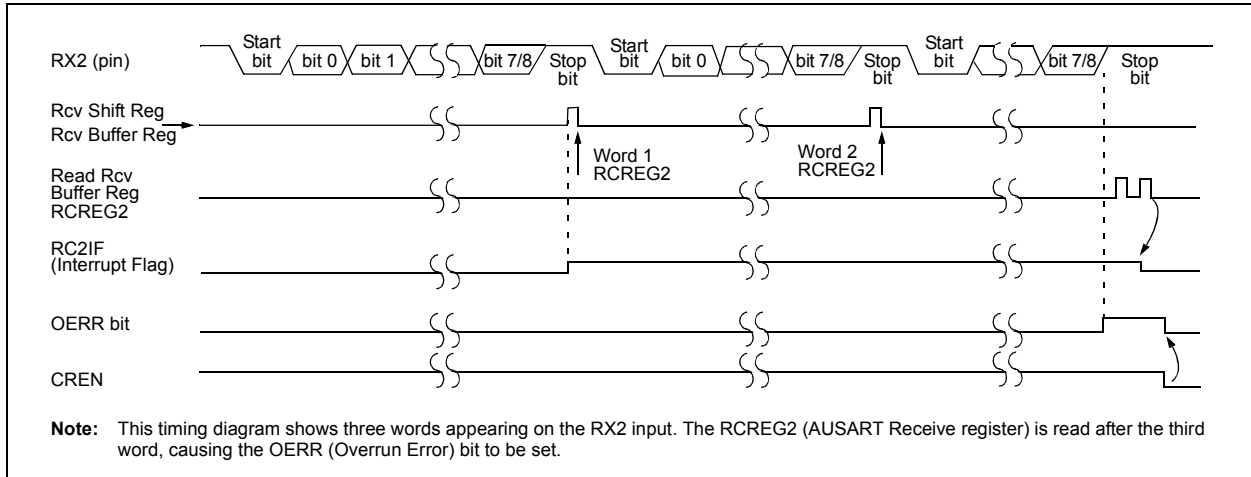 RX2 (pin)
Start bit
bit 0
bit 1
bit 7/8
Stop bit
Start bit
bit 0
bit 7/8
Stop bit
Start bit
bit 7/8
Stop bit
Rcv Shift Reg
Rcv Buffer Reg
Word 1
RCREG2
Word 2
RCREG2
Read Rcv
Buffer Reg
RCREG2
RC2IF
(Interrupt Flag)
OERR bit
CREN
Note: This timing diagram shows three words appearing on the RX2 input. The RCREG2 (AUSART Receive register) is read after the third
word, causing the OERR (Overrun Error) bit to be set.